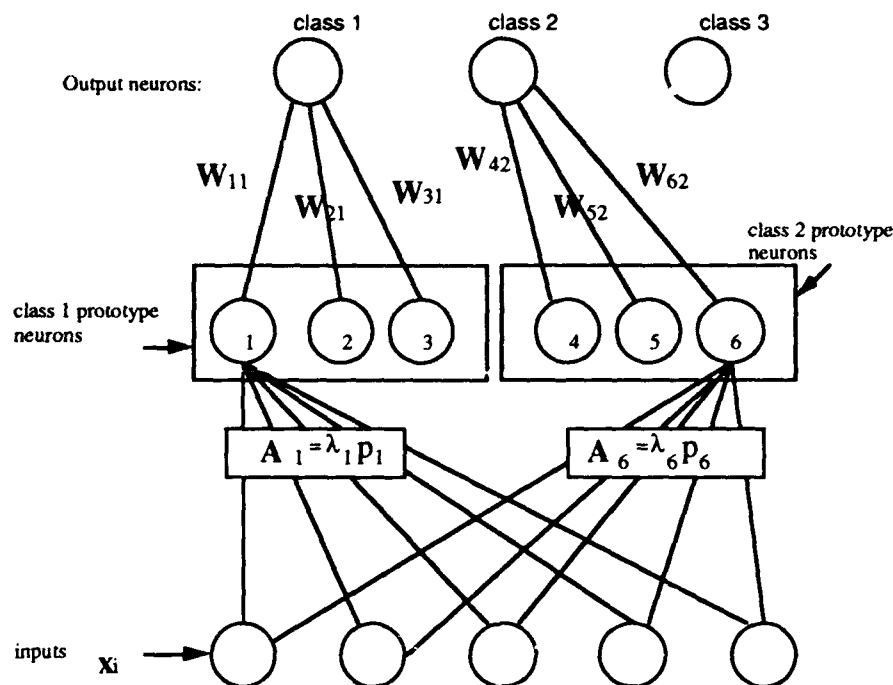 class 1 class 2 class 3
Output neurons:
W11 W21 W31 W42 W52 W62
class 2 prototype
neurons
class 1 prototype
neurons
1 2 3 4 5 6
A 1 = λ1 p1 A 6 = λ6 p6
inputs xi